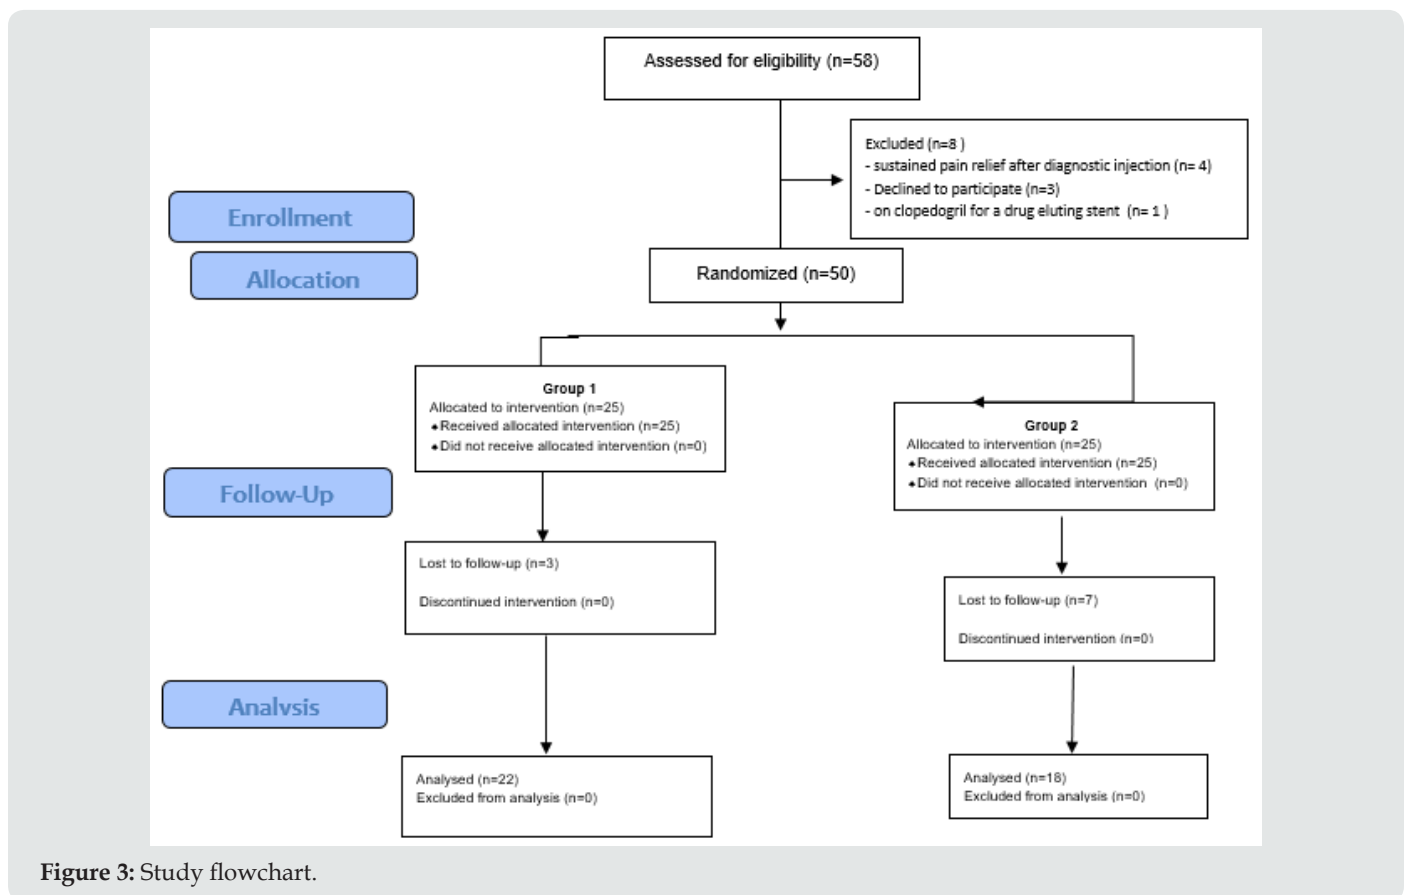 Assessed for eligibility (n=58)
Excluded (n=8 )
- sustained pain relief after diagnostic injection (n= 4)
- Declined to participate (n=3)
- on clopedogril for a drug eluting stent (n= 1 )
Enrollment
Allocation
Randomized (n=50)
Group 1
Allocated to intervention (n=25)
♦Received allocated intervention (n=25)
♦Did not receive allocated intervention (n=0)
Group 2
Allocated to intervention (n=25)
♦Received allocated intervention (n=25)
♦Did not receive allocated intervention (n=0)
Follow-Up
Lost to follow-up (n=3)
Discontinued intervention (n=0)
Lost to follow-up (n=7)
Discontinued intervention (n=0)
Analysis
Analysed (n=22)
Excluded from analysis (n=0)
Analysed (n=18)
Excluded from analysis (n=0)
Figure 3: Study flowchart.